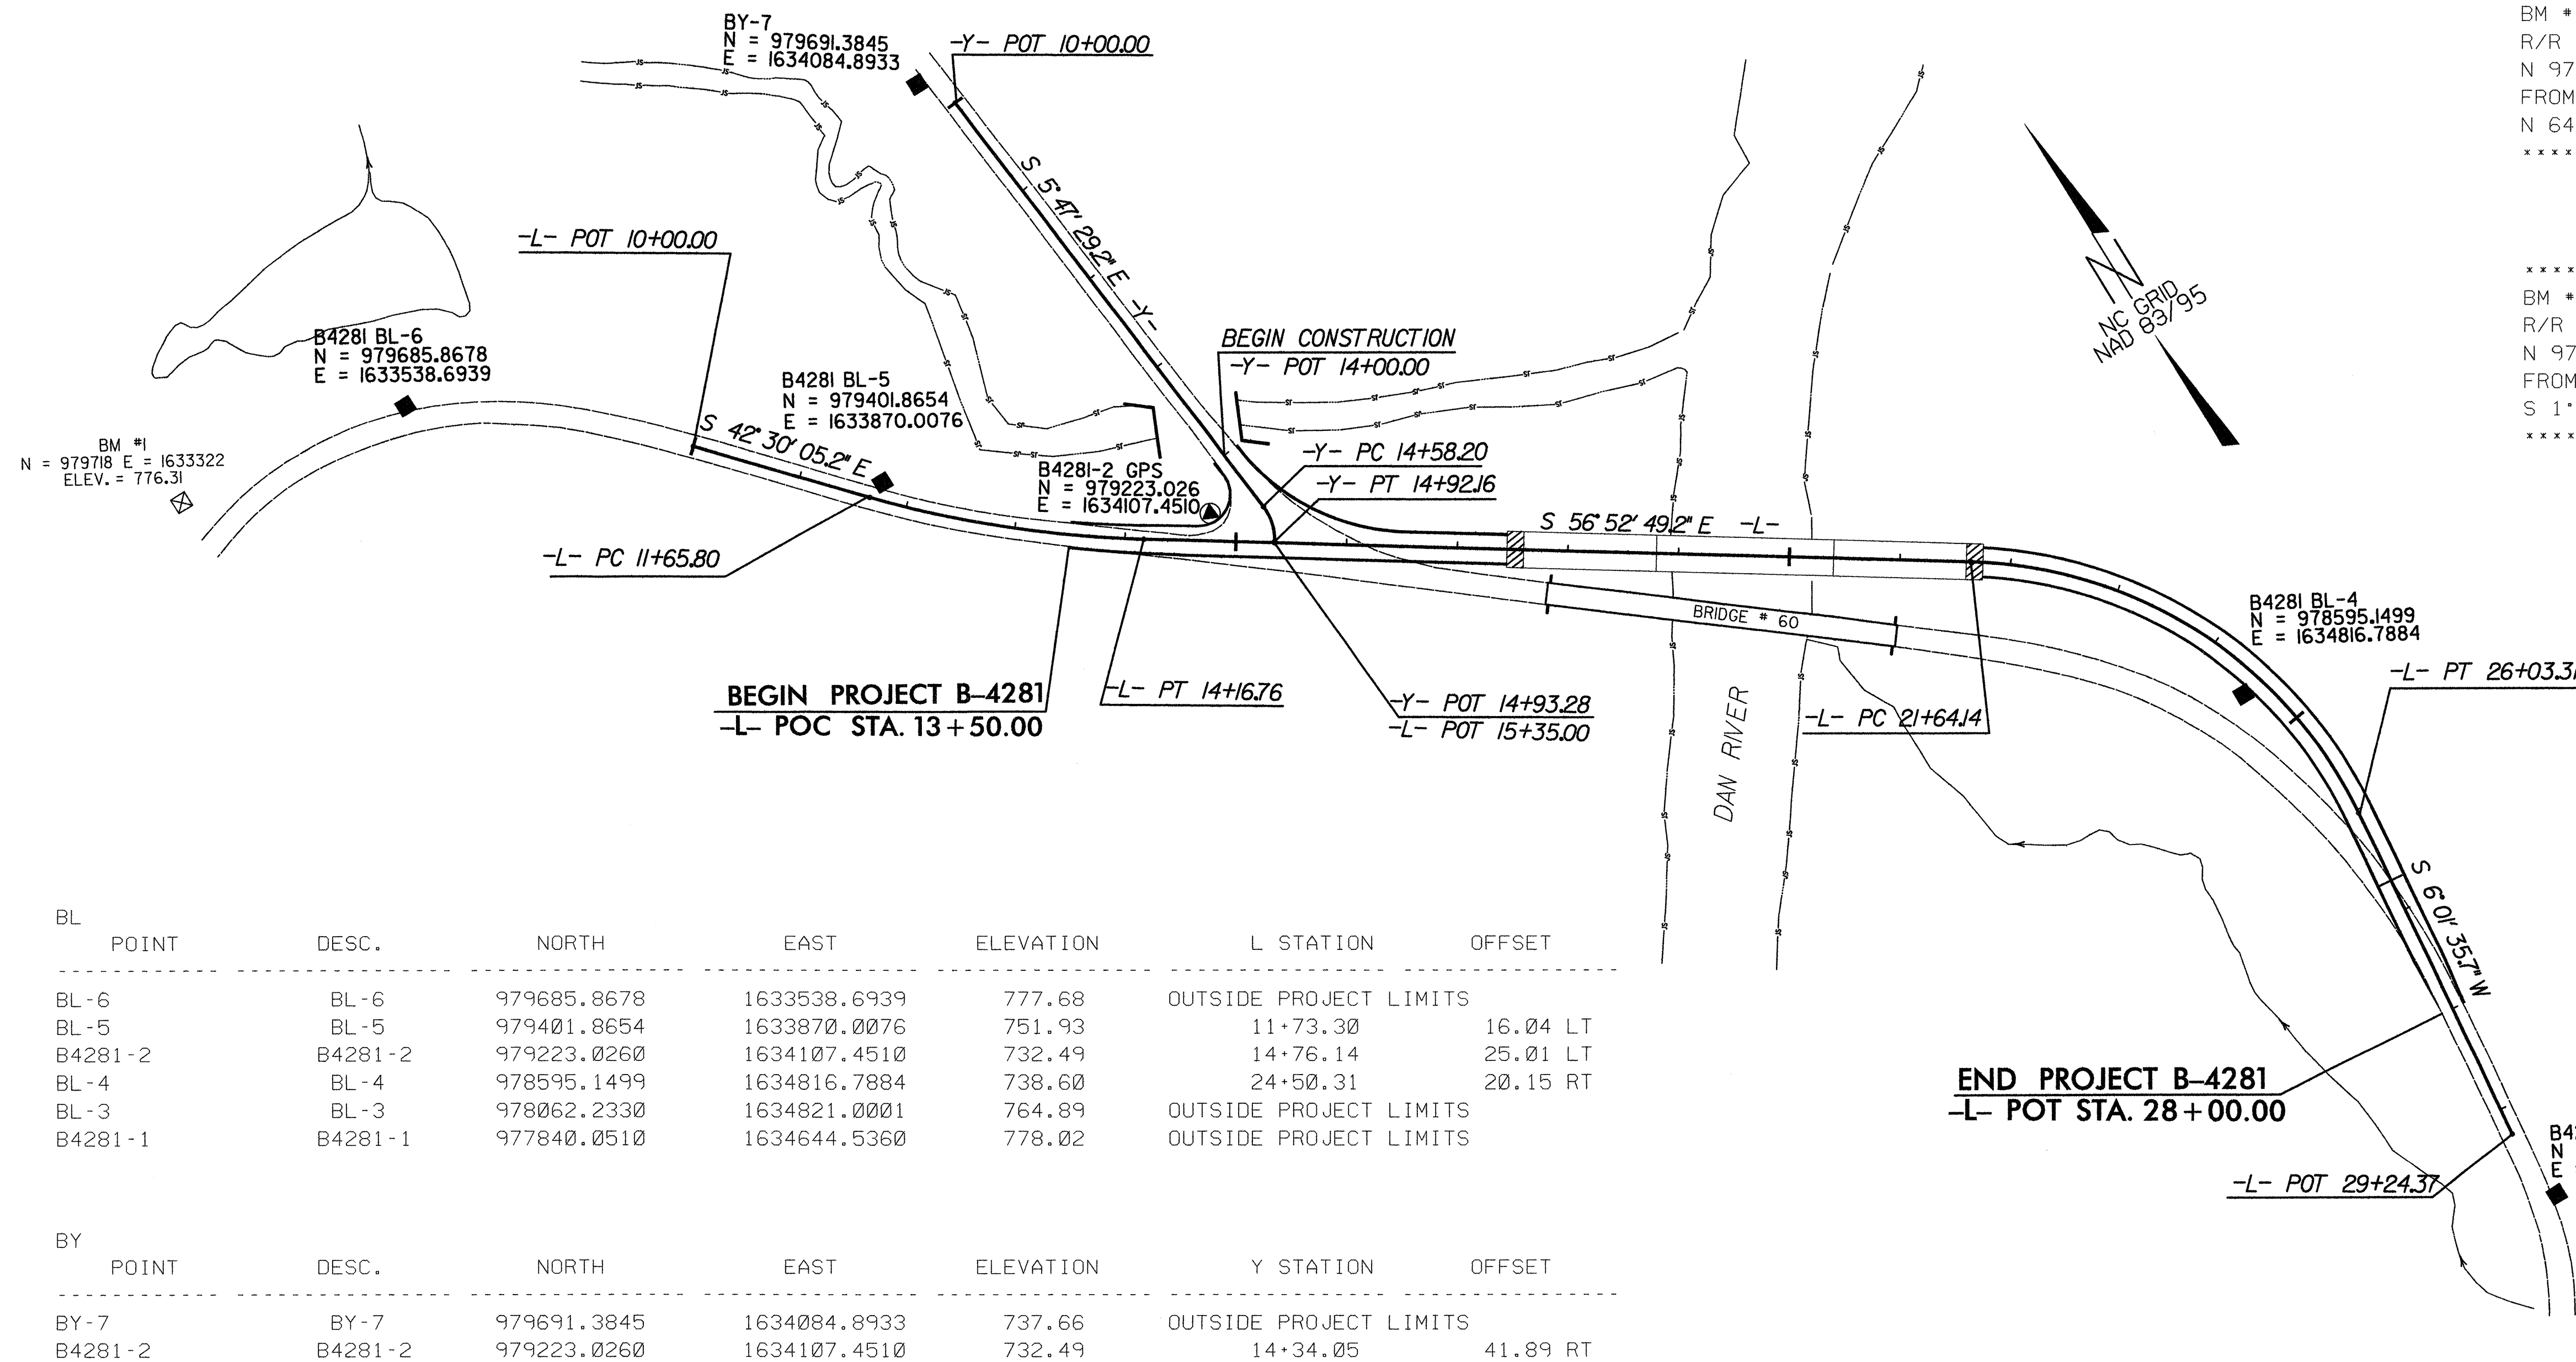 BY-7
N = 979691.3845
E = 1634084.8933
-Y- POT 10+00.00
BM #
R/R
N 97
FROM
N 64
* * * *
S 5° 47' 29.2" E -Y-
-L- POT 10+00.00
* * * *
BM #
R/R
N 97
FROM
S 1°
* * * *
N
NC GRID
NAD 83/95
B4281 BL-6
N = 979685.8678
E = 1633538.6939
B4281 BL-5
N = 979401.8654
E = 1633870.0076
BEGIN CONSTRUCTION
-Y- POT 14+00.00
BM #1
N = 979718 E = 1633322
ELEV. = 776.31
S 42° 30' 05.2" E
B4281-2 GPS
N = 979223.026
E = 1634107.4510
-Y- PC 14+58.20
-Y- PT 14+92.16
-L- PC 11+65.80
S 56° 52' 49.2" E -L-
BRIDGE # 60
B4281 BL-4
N = 978595.1499
E = 1634816.7884
-L- PT 26+03.31
BEGIN PROJECT B-4281
-L- POC STA. 13+50.00
-L- PT 14+16.76
-Y- POT 14+93.28
-L- POT 15+35.00
DAN RIVER
-L- PC 21+64.14
S 6° 01' 35.7" W
END PROJECT B-4281
-L- POT STA. 28+00.00
-L- POT 29+24.37
B4
N
E
BL
POINT DESC. NORTH EAST ELEVATION L STATION OFFSET
BL-6 BL-6 979685.8678 1633538.6939 777.68 OUTSIDE PROJECT LIMITS
BL-5 BL-5 979401.8654 1633870.0076 751.93 11+73.30 16.04 LT
B4281-2 B4281-2 979223.0260 1634107.4510 732.49 14+76.14 25.01 LT
BL-4 BL-4 978595.1499 1634816.7884 738.60 24+50.31 20.15 RT
BL-3 BL-3 978062.2330 1634821.0001 764.89 OUTSIDE PROJECT LIMITS
B4281-1 B4281-1 977840.0510 1634644.5360 778.02 OUTSIDE PROJECT LIMITS
BY
POINT DESC. NORTH EAST ELEVATION Y STATION OFFSET
BY-7 BY-7 979691.3845 1634084.8933 737.66 OUTSIDE PROJECT LIMITS
B4281-2 B4281-2 979223.0260 1634107.4510 732.49 14+34.05 41.89 RT